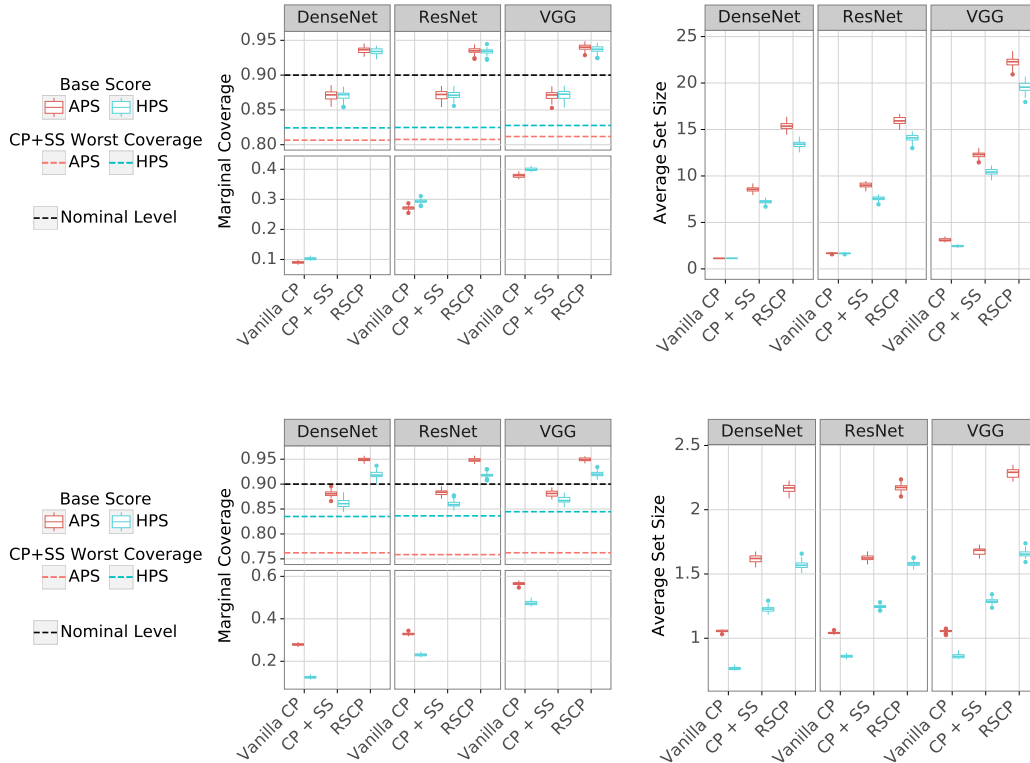 DenseNet ResNet VGG
DenseNet ResNet VGG
Base Score
APS HPS
CP+SS Worst Coverage
APS HPS
Nominal Level
Marginal Coverage
0.95
0.90
0.85
0.80
0.4
0.3
0.2
0.1
Vanilla CP CP + SS RSCP Vanilla CP CP + SS RSCP Vanilla CP CP + SS RSCP
Average Set Size
25
20
15
10
5
0
Vanilla CP CP + SS RSCP Vanilla CP CP + SS RSCP Vanilla CP CP + SS RSCP
DenseNet ResNet VGG
DenseNet ResNet VGG
Base Score
APS HPS
CP+SS Worst Coverage
APS HPS
Nominal Level
Marginal Coverage
0.95
0.90
0.85
0.80
0.75
0.6
0.4
0.2
Vanilla CP CP + SS RSCP Vanilla CP CP + SS RSCP Vanilla CP CP + SS RSCP
Average Set Size
2.5
2
1.5
1
Vanilla CP CP + SS RSCP Vanilla CP CP + SS RSCP Vanilla CP CP + SS RSCP